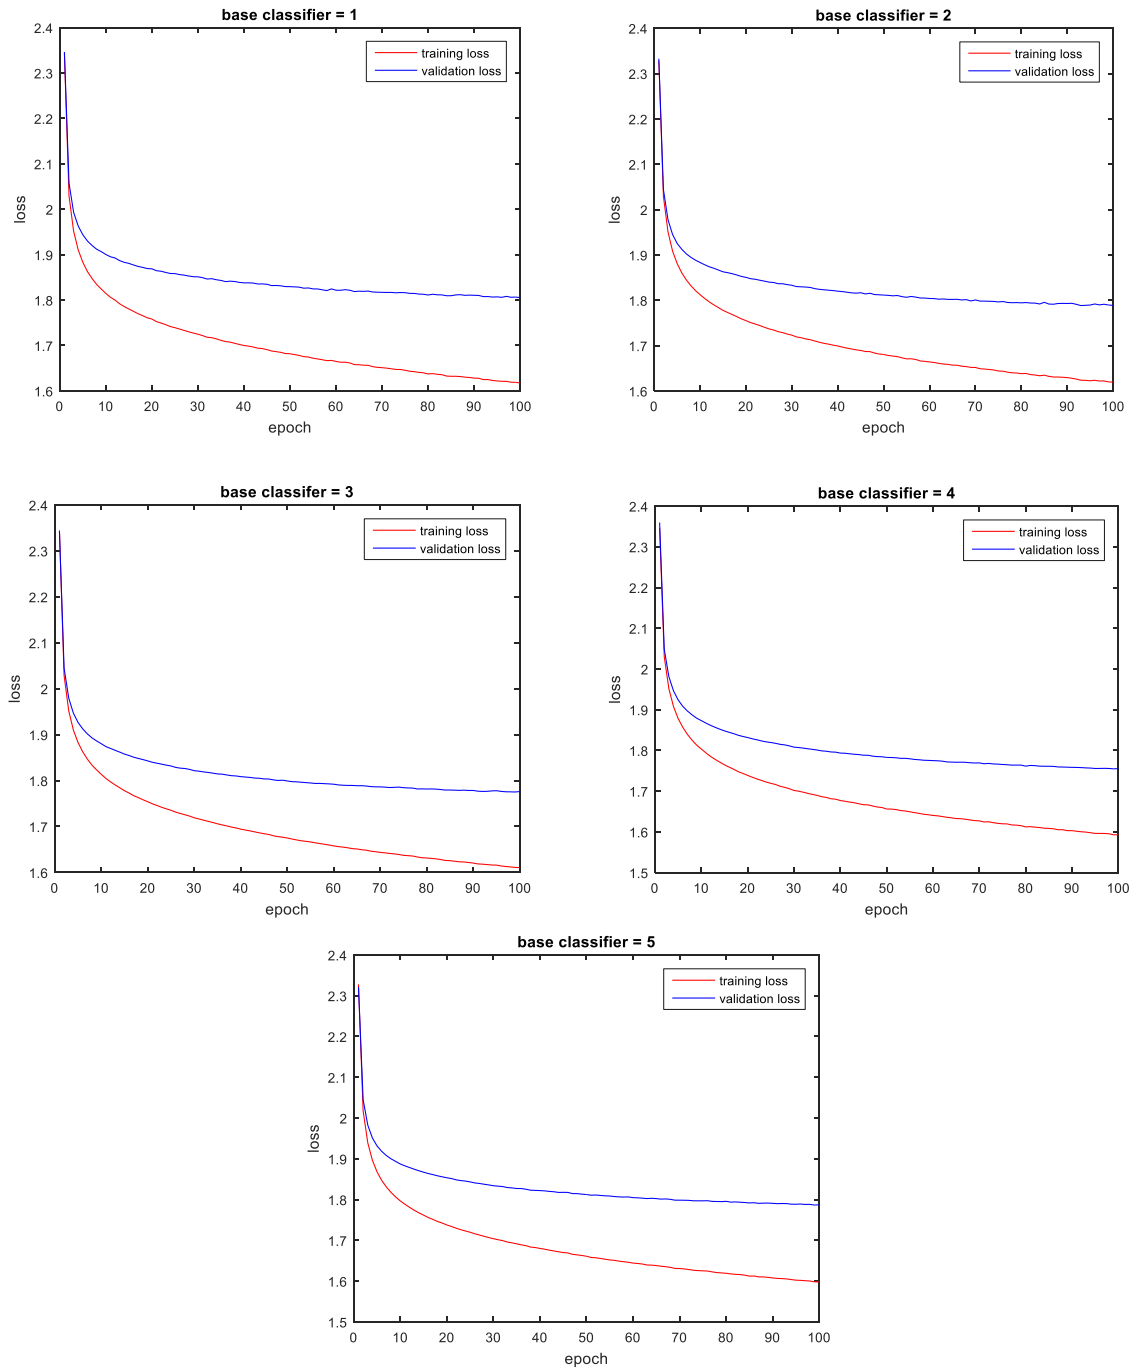 base classifier = 1
2.4
2.3
2.2
2.1
2
1.9
1.8
1.7
1.6
loss
training loss
validation loss
0 10 20 30 40 50 60 70 80 90 100
epoch
base classifier = 2
2.4
2.3
2.2
2.1
2
1.9
1.8
1.7
1.6
loss
training loss
validation loss
0 10 20 30 40 50 60 70 80 90 100
epoch
base classifer = 3
2.4
2.3
2.2
2.1
2
1.9
1.8
1.7
1.6
loss
training loss
validation loss
0 10 20 30 40 50 60 70 80 90 100
epoch
base classifier = 4
2.4
2.3
2.2
2.1
2
1.9
1.8
1.7
1.6
1.5
loss
training loss
validation loss
0 10 20 30 40 50 60 70 80 90 100
epoch
base classifier = 5
2.4
2.3
2.2
2.1
2
1.9
1.8
1.7
1.6
1.5
loss
training loss
validation loss
0 10 20 30 40 50 60 70 80 90 100
epoch